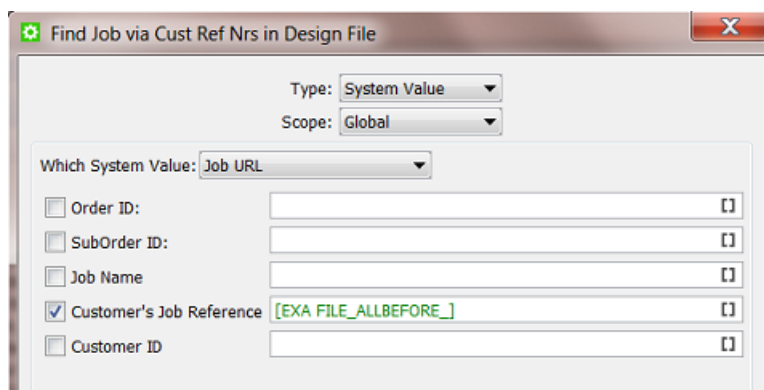 Find Job via Cust Ref Nrs in Design File
Type: System Value
Scope: Global
Which System Value: Job URL
Order ID: []
SubOrder ID: []
Job Name []
Customer's Job Reference [EXA FILE_ALLBEFORE_] []
Customer ID []